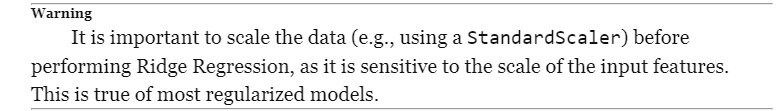 Warning
It is important to scale the data (e.g., using a StandardScaler) before
performing Ridge Regression, as it is sensitive to the scale of the input features.
This is true of most regularized models.